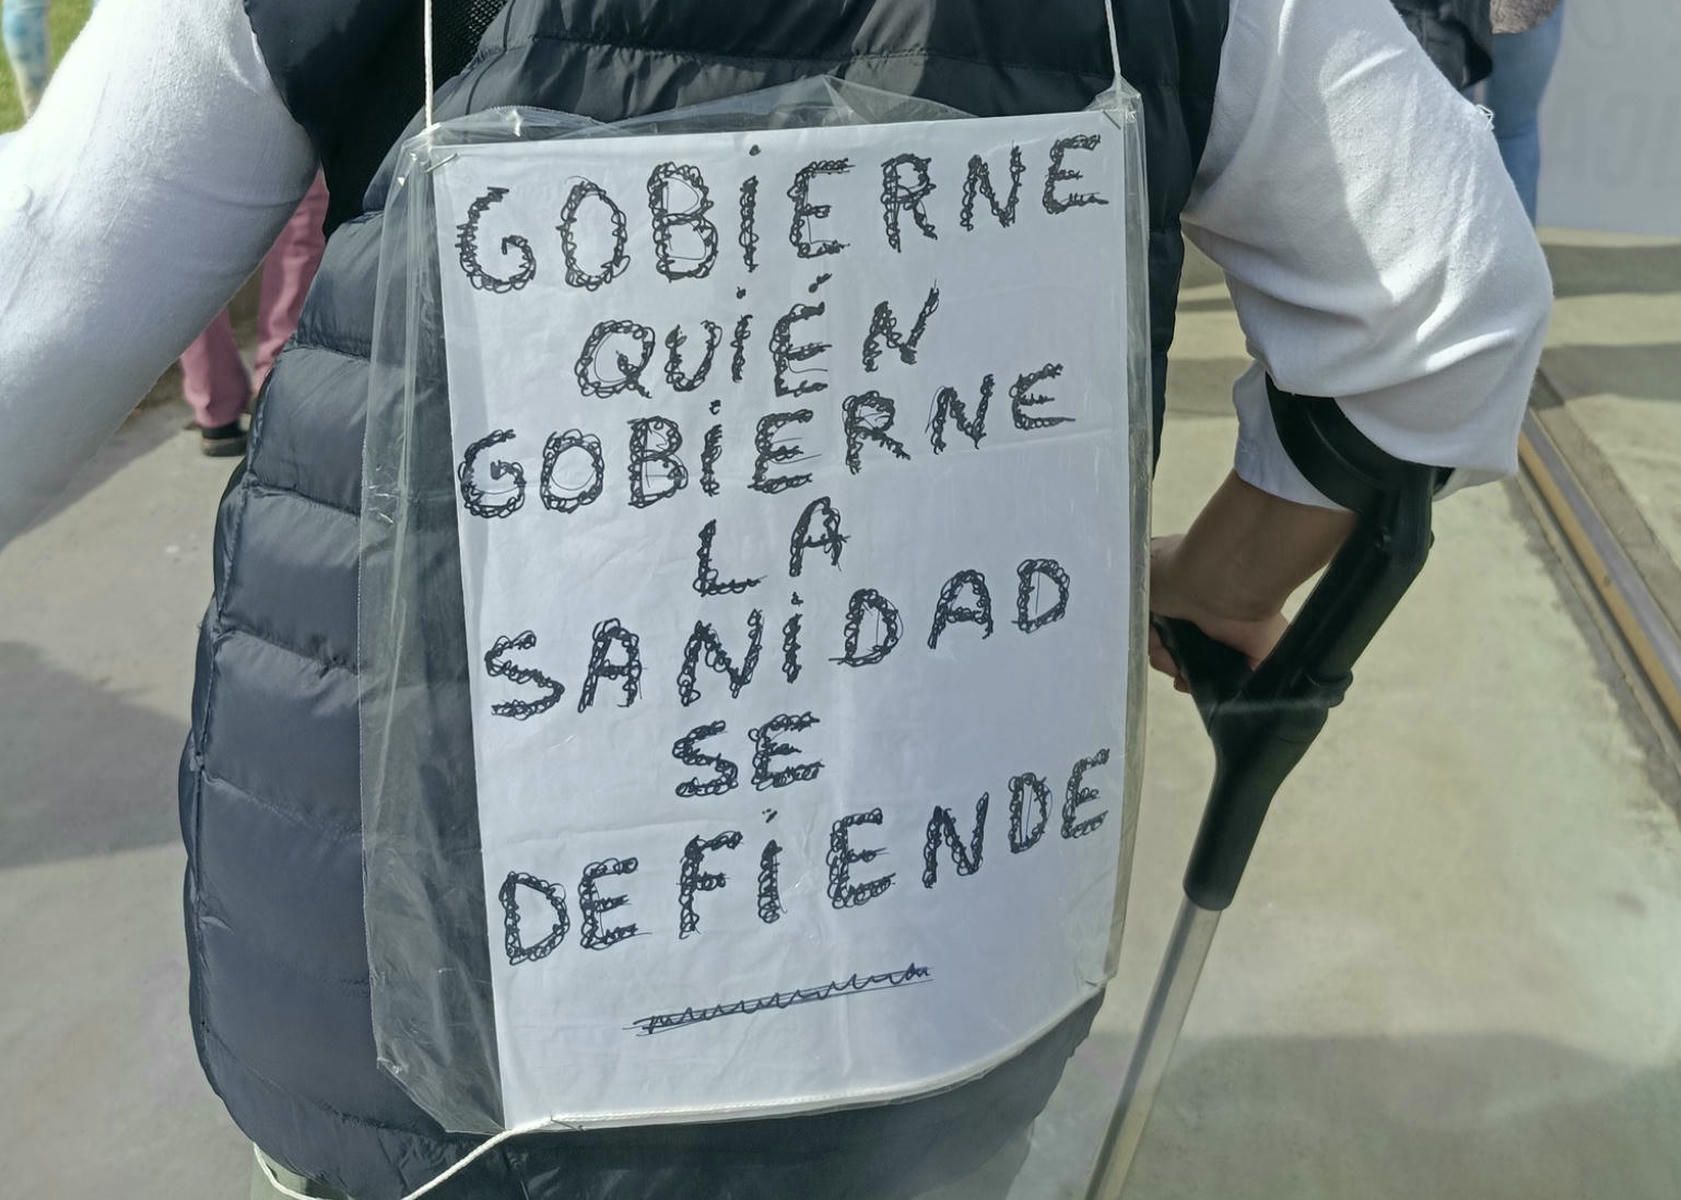 GOBiERNE
QUiÉN
GOBiERNE
LA
SANiDAD
SE
DEFiENDE